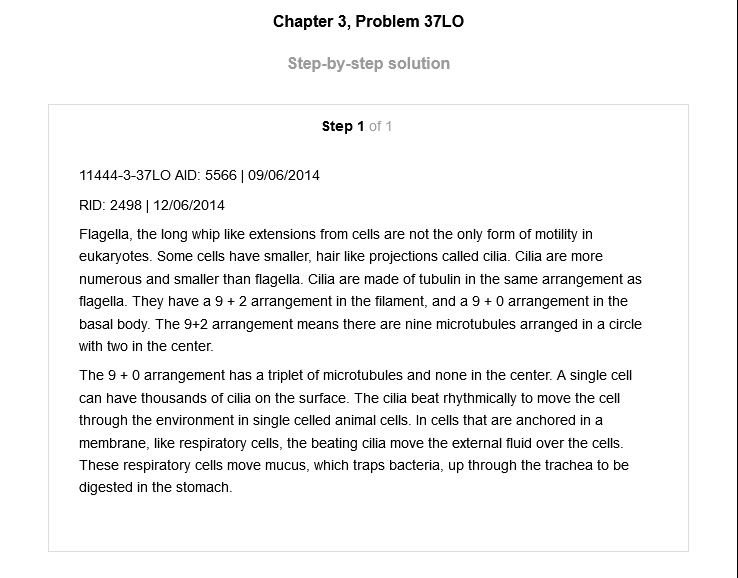 Chapter 3, Problem 37LO
Step-by-step solution
Step 1 of 1
11444-3-37LO AID: 5566 | 09/06/2014
RID: 2498 | 12/06/2014
Flagella, the long whip like extensions from cells are not the only form of motility in
eukaryotes. Some cells have smaller, hair like projections called cilia. Cilia are more
numerous and smaller than flagella. Cilia are made of tubulin in the same arrangement as
flagella. They have a 9 + 2 arrangement in the filament, and a 9 + 0 arrangement in the
basal body. The 9+2 arrangement means there are nine microtubules arranged in a circle
with two in the center.
The 9 + 0 arrangement has a triplet of microtubules and none in the center. A single cell
can have thousands of cilia on the surface. The cilia beat rhythmically to move the cell
through the environment in single celled animal cells. In cells that are anchored in a
membrane, like respiratory cells, the beating cilia move the external fluid over the cells.
These respiratory cells move mucus, which traps bacteria, up through the trachea to be
digested in the stomach.